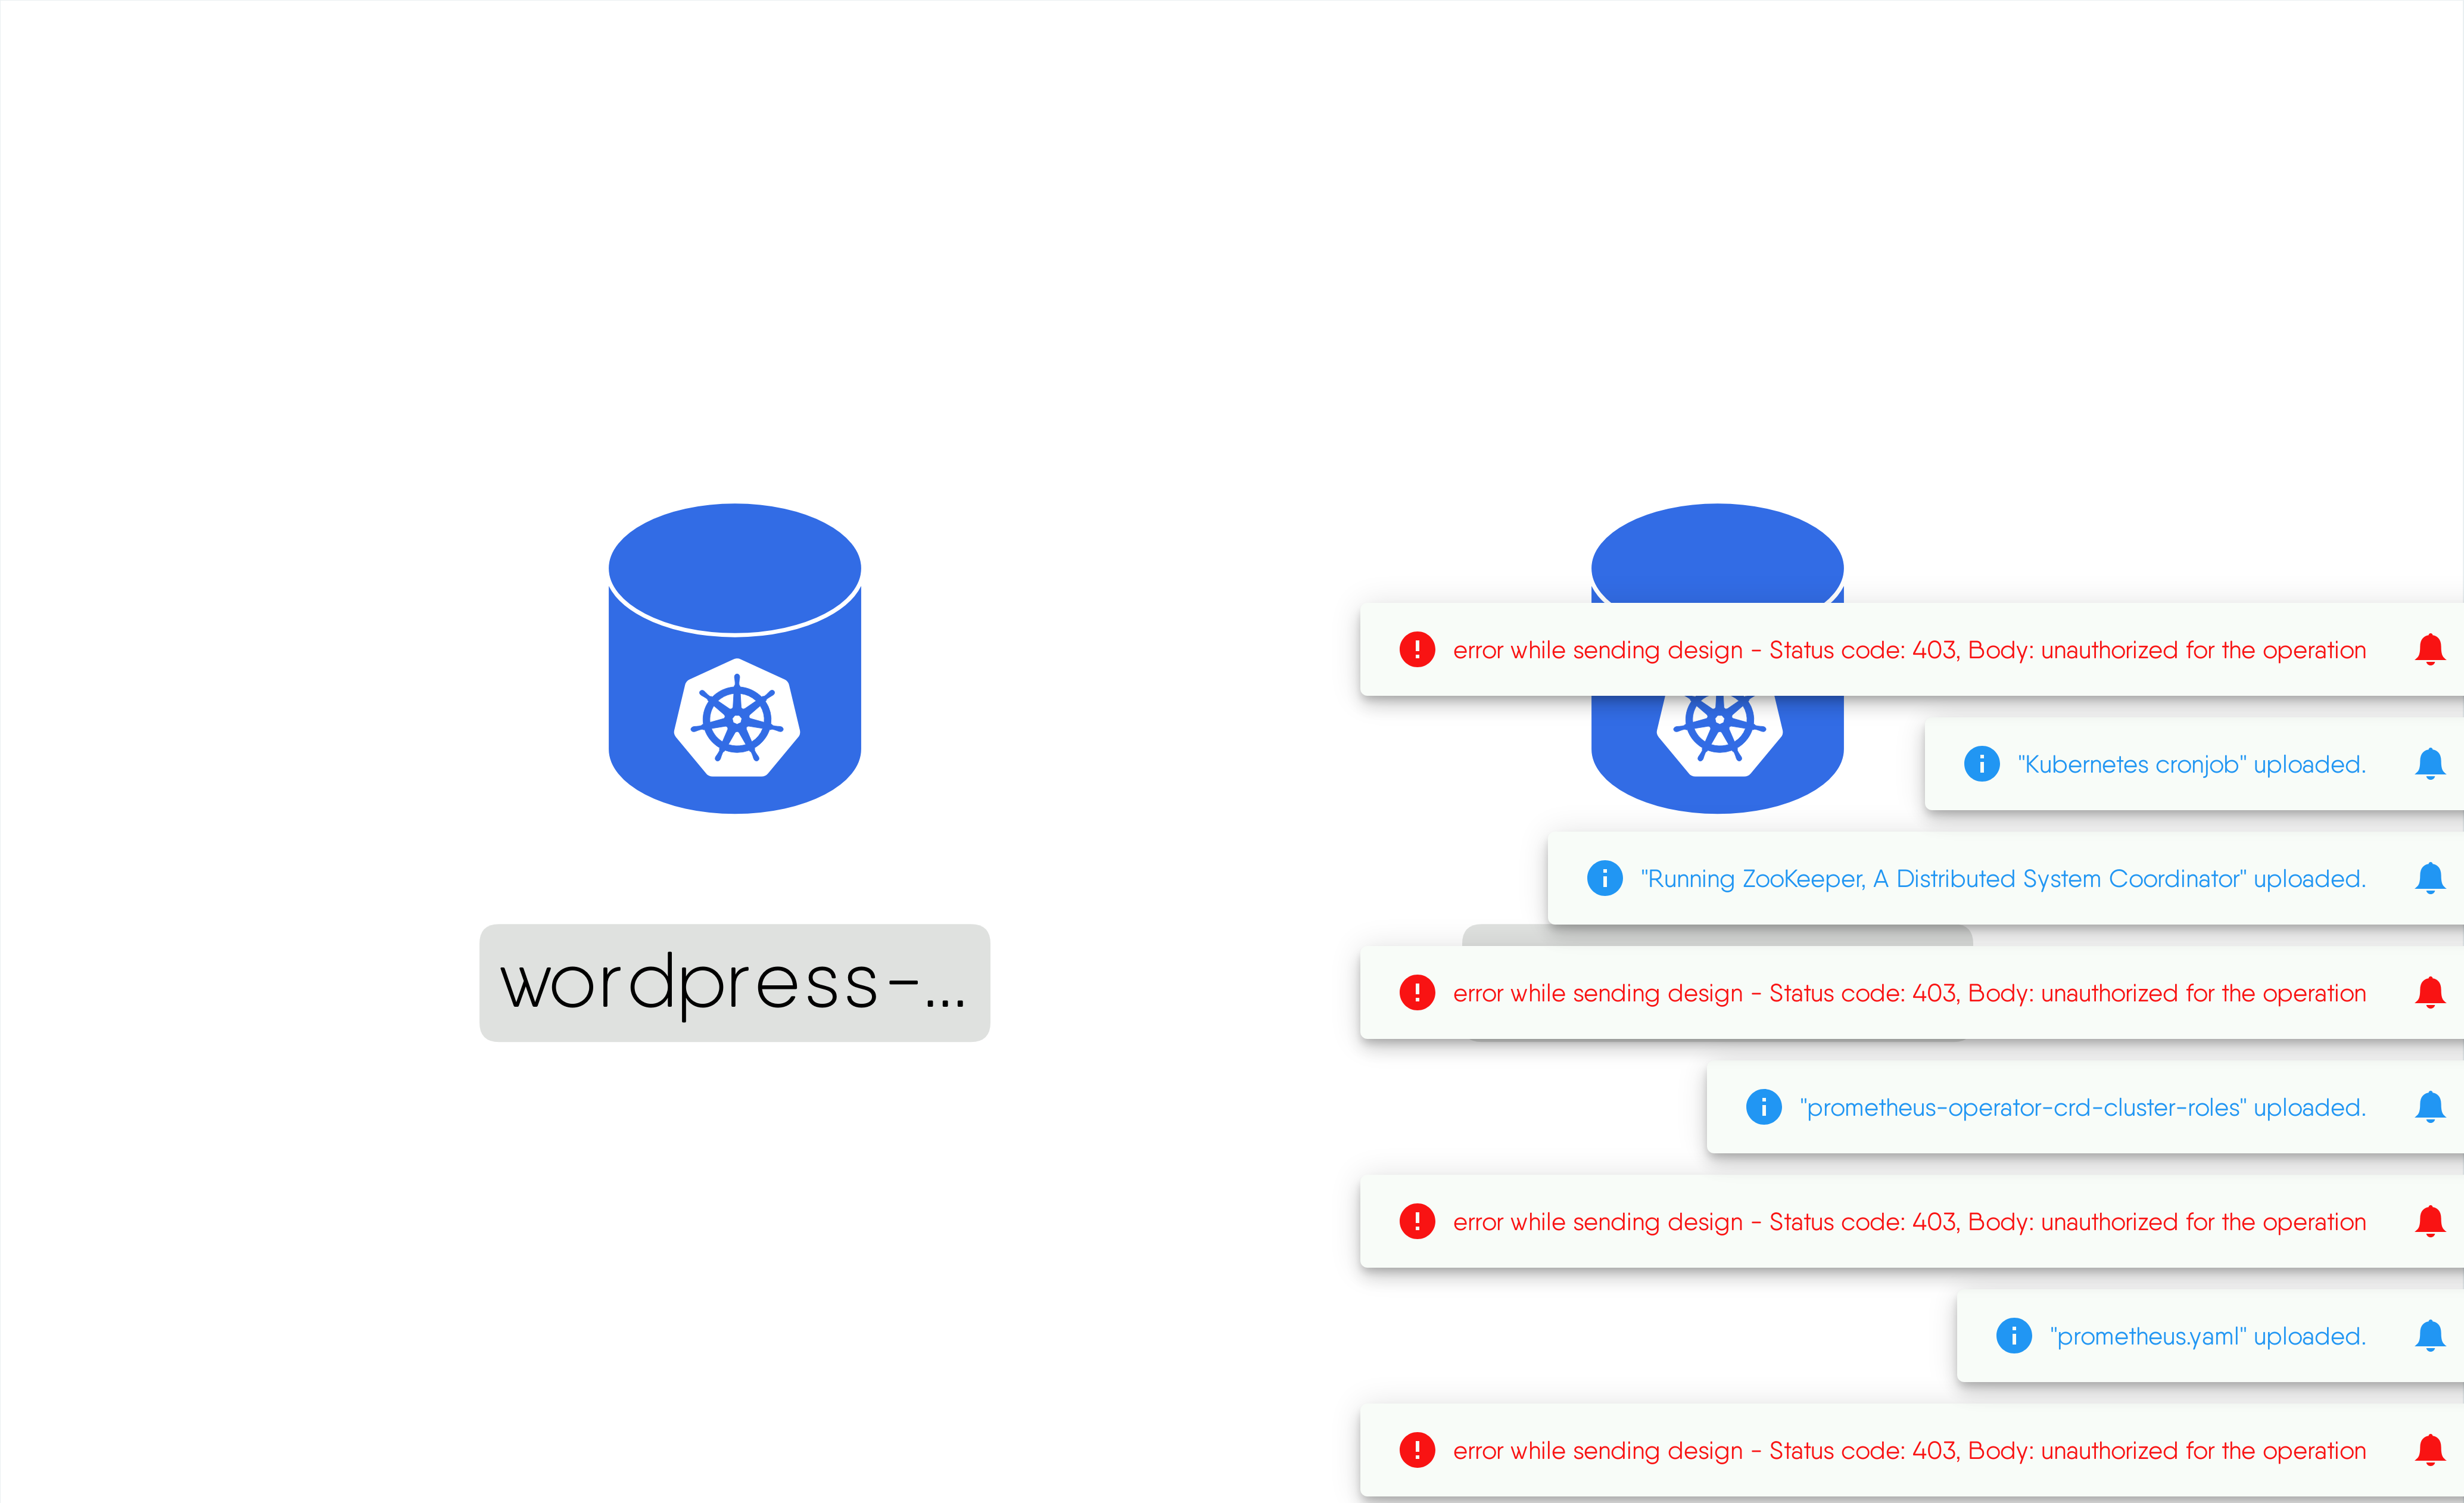 error while sending design - Status code: 403, Body: unauthorized for the operation
"Kubernetes cronjob" uploaded.
"Running ZooKeeper, A Distributed System Coordinator" uploaded.
wordpress-...
error while sending design - Status code: 403, Body: unauthorized for the operation
"prometheus-operator-crd-cluster-roles" uploaded.
error while sending design - Status code: 403, Body: unauthorized for the operation
"prometheus.yaml" uploaded.
error while sending design - Status code: 403, Body: unauthorized for the operation